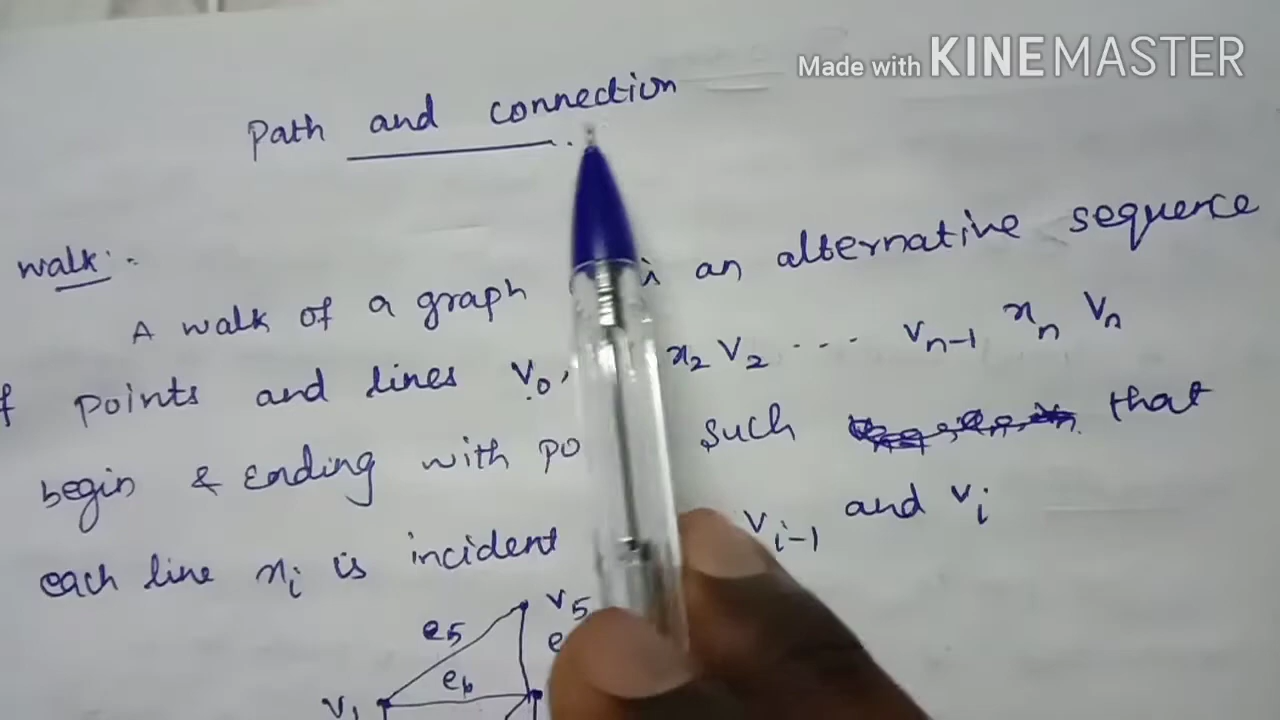 Made with KINEMASTER
Path and connection
Walk:-
A walk of a graph is an alternative sequence
of points and lines v0, x2 v2 ... vn-1 xn vn
begin & ending with such that
each line xi is incident vi-1 and vi
v5
e5
e6
v1